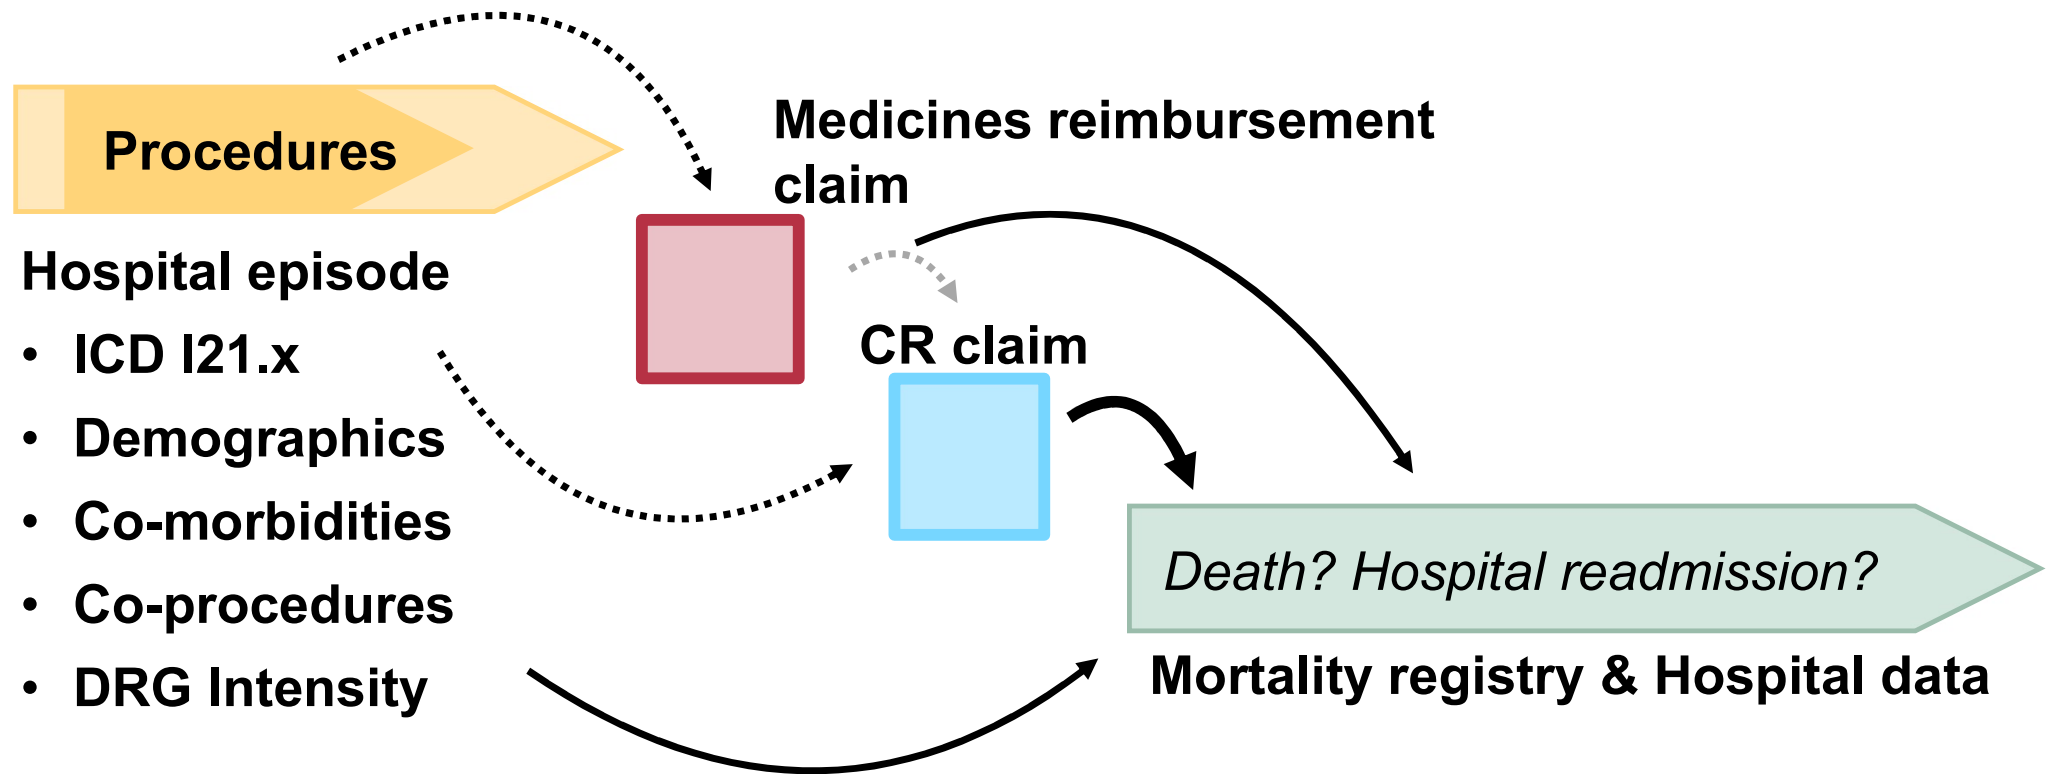 Procedures
Medicines reimbursement
claim
Hospital episode
• ICD I21.x
• Demographics
• Co-morbidities
• Co-procedures
• DRG Intensity
CR claim
Death? Hospital readmission?
Mortality registry & Hospital data